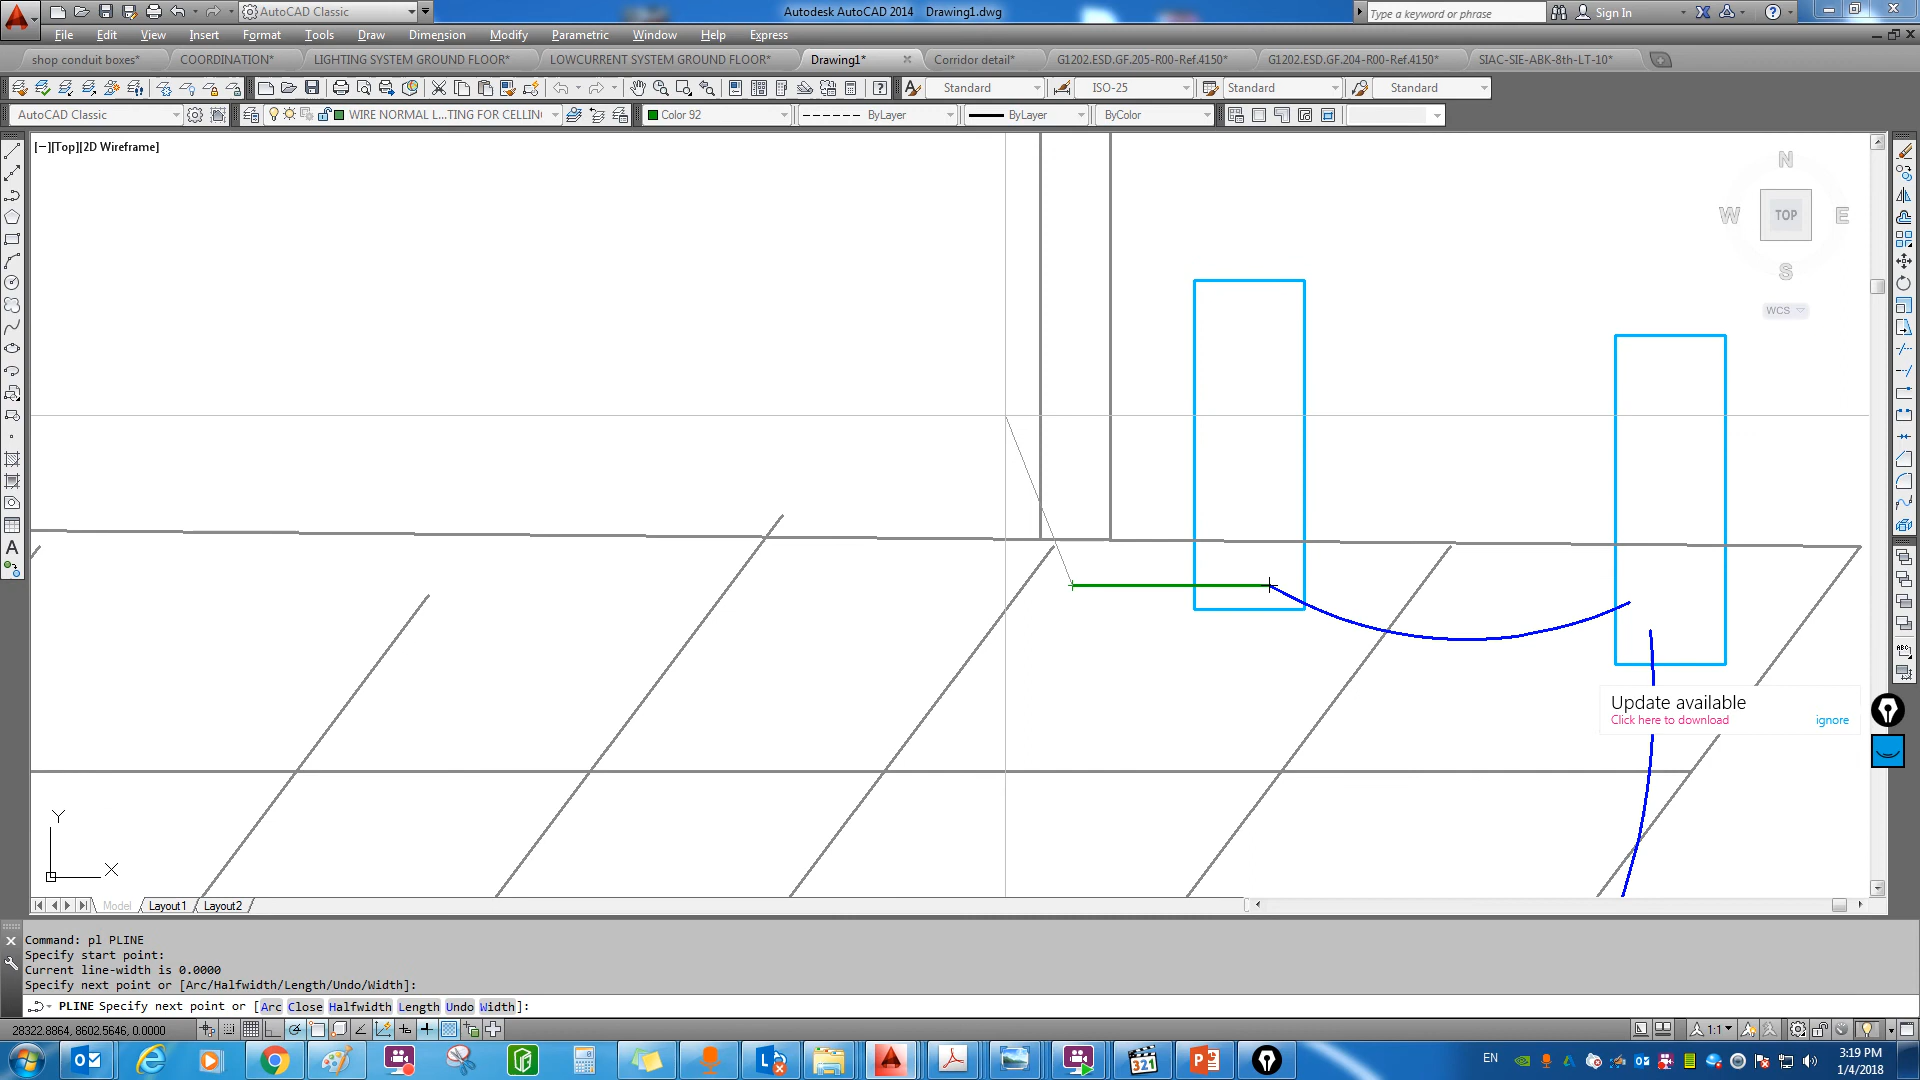 AutoCAD Classic
Autodesk AutoCAD 2014 Drawing1.dwg
Type a keyword or phrase
Sign In
File Edit View Insert Format Tools Draw Dimension Modify Parametric Window Help Express
shop conduit boxes* COORDINATION* LIGHTING SYSTEM GROUND FLOOR* LOWCURRENT SYSTEM GROUND FLOOR* Drawing1* Corridor detail* G1202.ESD.GF.205-R00-Ref.4150* G1202.ESD.GF.204-R00-Ref.4150* SIAC-SIE-ABK-8th-LT-10*
Standard ISO-25 Standard Standard
AutoCAD Classic WIRE NORMAL L...TING FOR CELLIN Color 92 ByLayer ByLayer ByColor
[−][Top][2D Wireframe]
N
W TOP E
S
WCS
Update available
Click here to download ignore
Y
X
Model Layout1 Layout2
Command: pl PLINE
Specify start point:
Current line-width is 0.0000
Specify next point or [Arc/Halfwidth/Length/Undo/Width]:
PLINE Specify next point or [Arc Close Halfwidth Length Undo Width]:
28322.8864, 8602.5646, 0.0000
1:1
EN
3:19 PM
1/4/2018
A
ABC
321